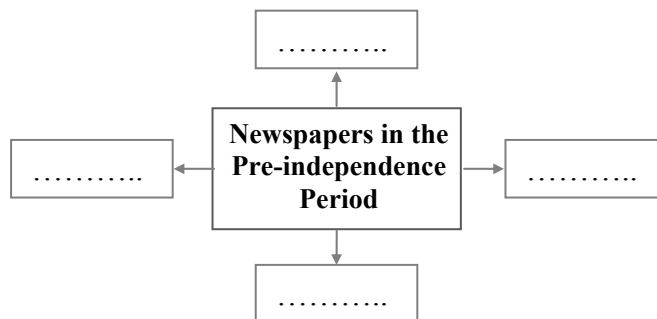 ………..
Newspapers in the
Pre-independence
Period
………..
………..
………..